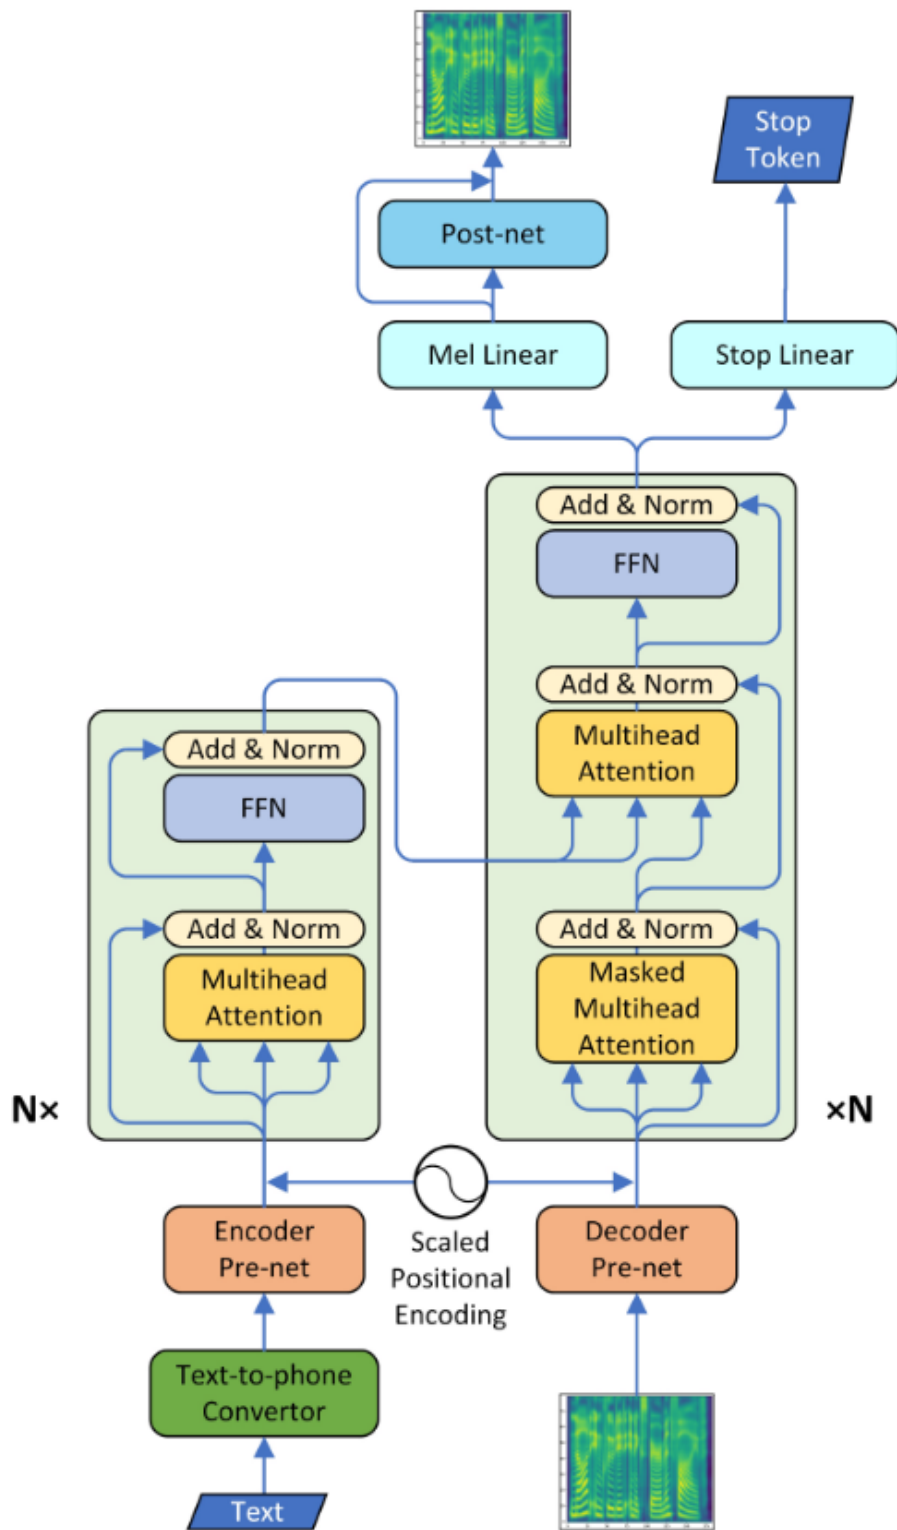 Stop
Token
Post-net
Mel Linear
Stop Linear
Add & Norm
FFN
Add & Norm
Multihead
Attention
Add & Norm
FFN
Add & Norm
Masked
Multihead
Attention
Add & Norm
Multihead
Attention
N×
×N
Encoder
Pre-net
Scaled
Positional
Encoding
Decoder
Pre-net
Text-to-phone
Convertor
Text